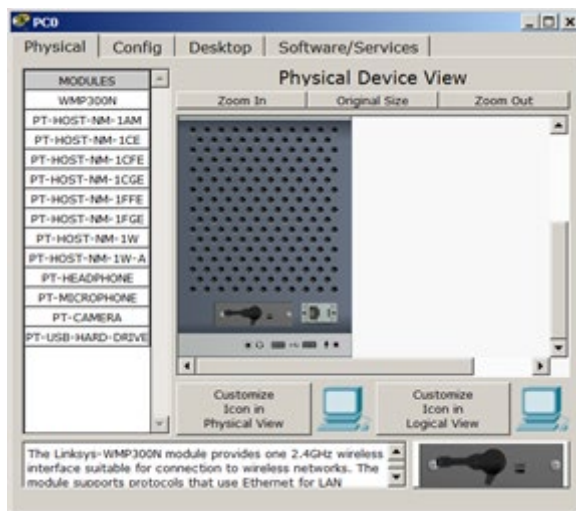 PC0
Physical Config Desktop Software/Services
MODULES
WMP300N
PT-HOST-NM-1AM
PT-HOST-NM-1CE
PT-HOST-NM-1CFE
PT-HOST-NM-1CGE
PT-HOST-NM-1FFE
PT-HOST-NM-1FGE
PT-HOST-NM-1W
PT-HOST-NM-1W-A
PT-HEADPHONE
PT-MICROPHONE
PT-CAMERA
PT-USB-HARD-DRIVE
Physical Device View
Zoom In Original Size Zoom Out
Customize
Icon in
Physical View
Customize
Icon in
Logical View
The Linksys-WMP300N module provides one 2.4GHz wireless
interface suitable for connection to wireless networks. The
module supports protocols that use Ethernet for LAN